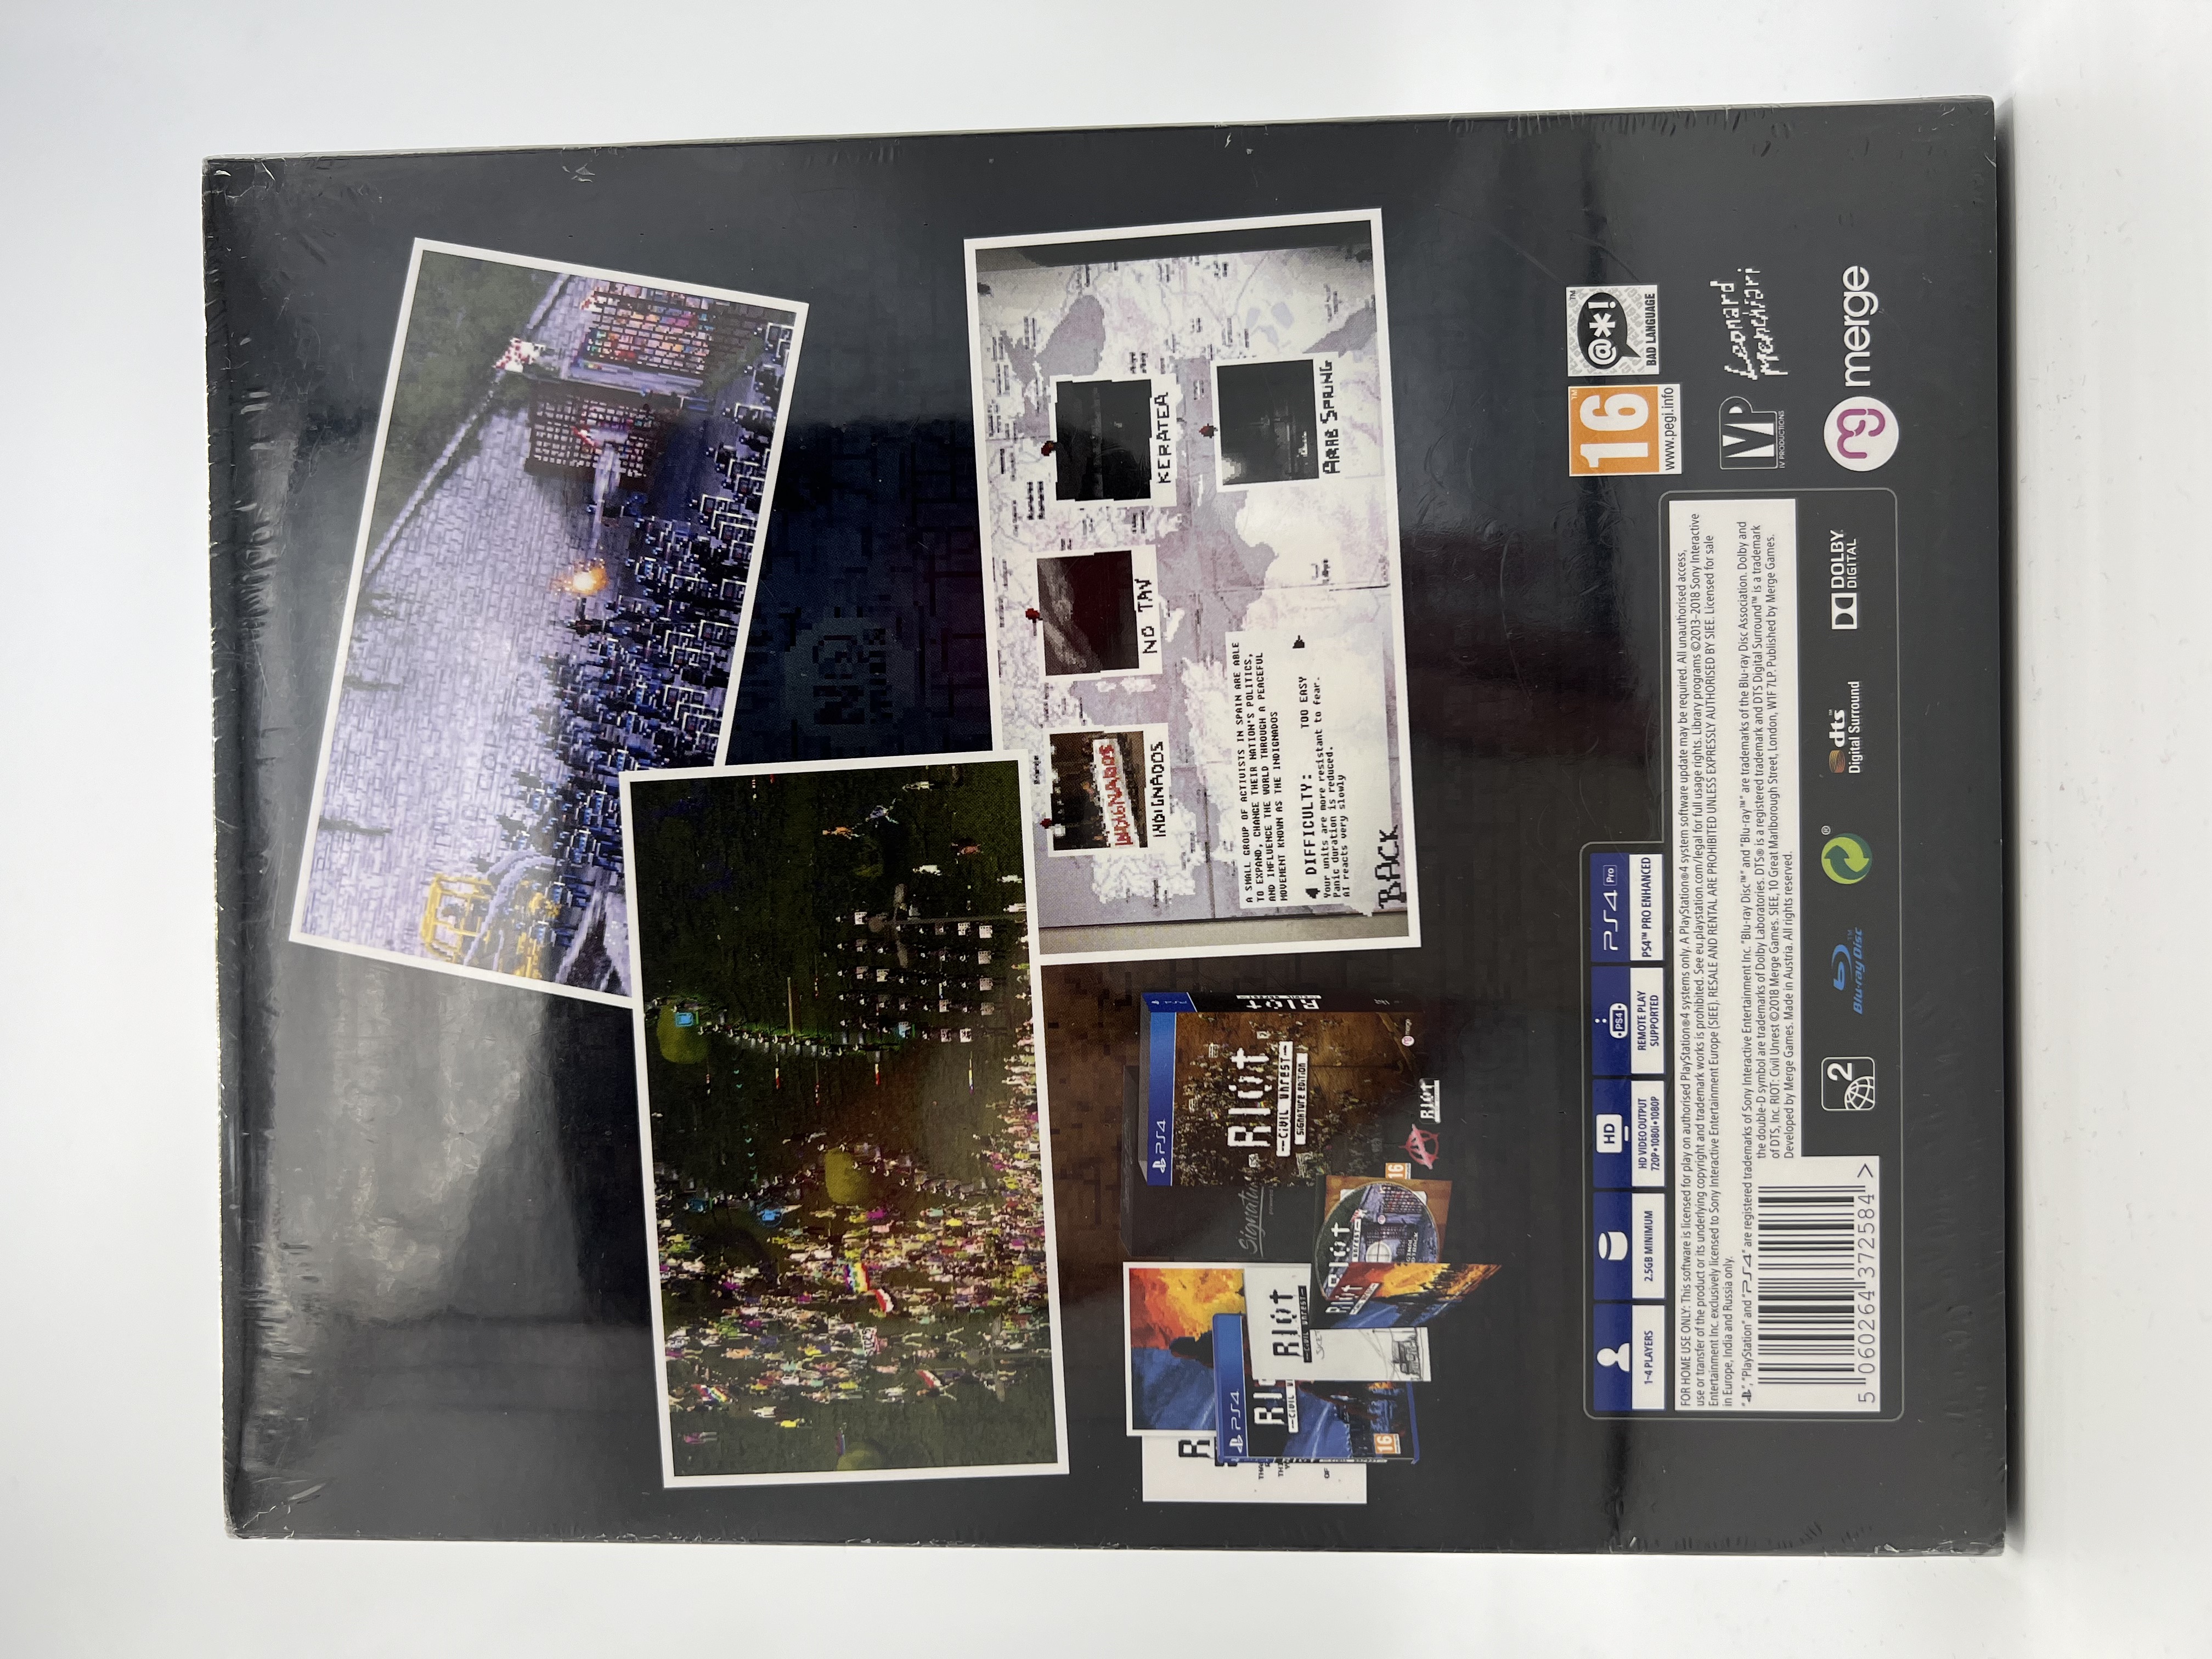 INDIGNADOS
INDIGNADOS
NO TAV
KERATEA
A SMALL GROUP OF ACTIVISTS IN SPAIN ARE ABLE
TO EXPAND, CHANGE THEIR NATION'S POLITICS,
AND INFLUENCE THE WORLD THROUGH A PEACEFUL
MOVEMENT KNOWN AS THE INDIGNADOS
DIFFICULTY: TOO EASY
Your units are more resistant to fear.
Panic duration is reduced.
AI reacts very slowly
ARAB SPRING
BACK
PS4
RIOT
CIVIL UNREST
SIGNATURE EDITION
RIOT
merge
PS4
RIOT
CIVIL UNREST
RIOT
16
16
RIOT
1-4 PLAYERS
2.5GB MINIMUM
HD
HD VIDEO OUTPUT
720P•1080i•1080P
PS4
REMOTE PLAY
SUPPORTED
PS4 Pro
PS4™ PRO ENHANCED
16
www.pegi.info
@*!
BAD LANGUAGE
FOR HOME USE ONLY: This software is licensed for play on authorised PlayStation®4 systems only. A PlayStation®4 system software update may be required. All unauthorised access,
use or transfer of the product or its underlying copyright and trademark works is prohibited. See eu.playstation.com/legal for full usage rights. Library programs ©2013-2018 Sony Interactive
Entertainment Inc. exclusively licensed to Sony Interactive Entertainment Europe (SIEE). RESALE AND RENTAL ARE PROHIBITED UNLESS EXPRESSLY AUTHORISED BY SIEE. Licensed for sale
in Europe, India and Russia only.
"PlayStation" and "PS4" are registered trademarks of Sony Interactive Entertainment Inc. "Blu-ray Disc™" and "Blu-ray™" are trademarks of the Blu-ray Disc Association. Dolby and
the double-D symbol are trademarks of Dolby Laboratories. DTS® is a registered trademark and DTS Digital Surround™ is a trademark
of DTS, Inc. RIOT: Civil Unrest ©2018 Merge Games. SIEE, 10 Great Marlborough Street, London, W1F 7LP. Published by Merge Games.
Developed by Merge Games. Made in Austria. All rights reserved.
5 060264 372584 >
2
Blu-ray Disc™
dts™
Digital Surround
DOLBY
DIGITAL
IVP
IV PRODUCTIONS
Leonard
Menchiari
merge